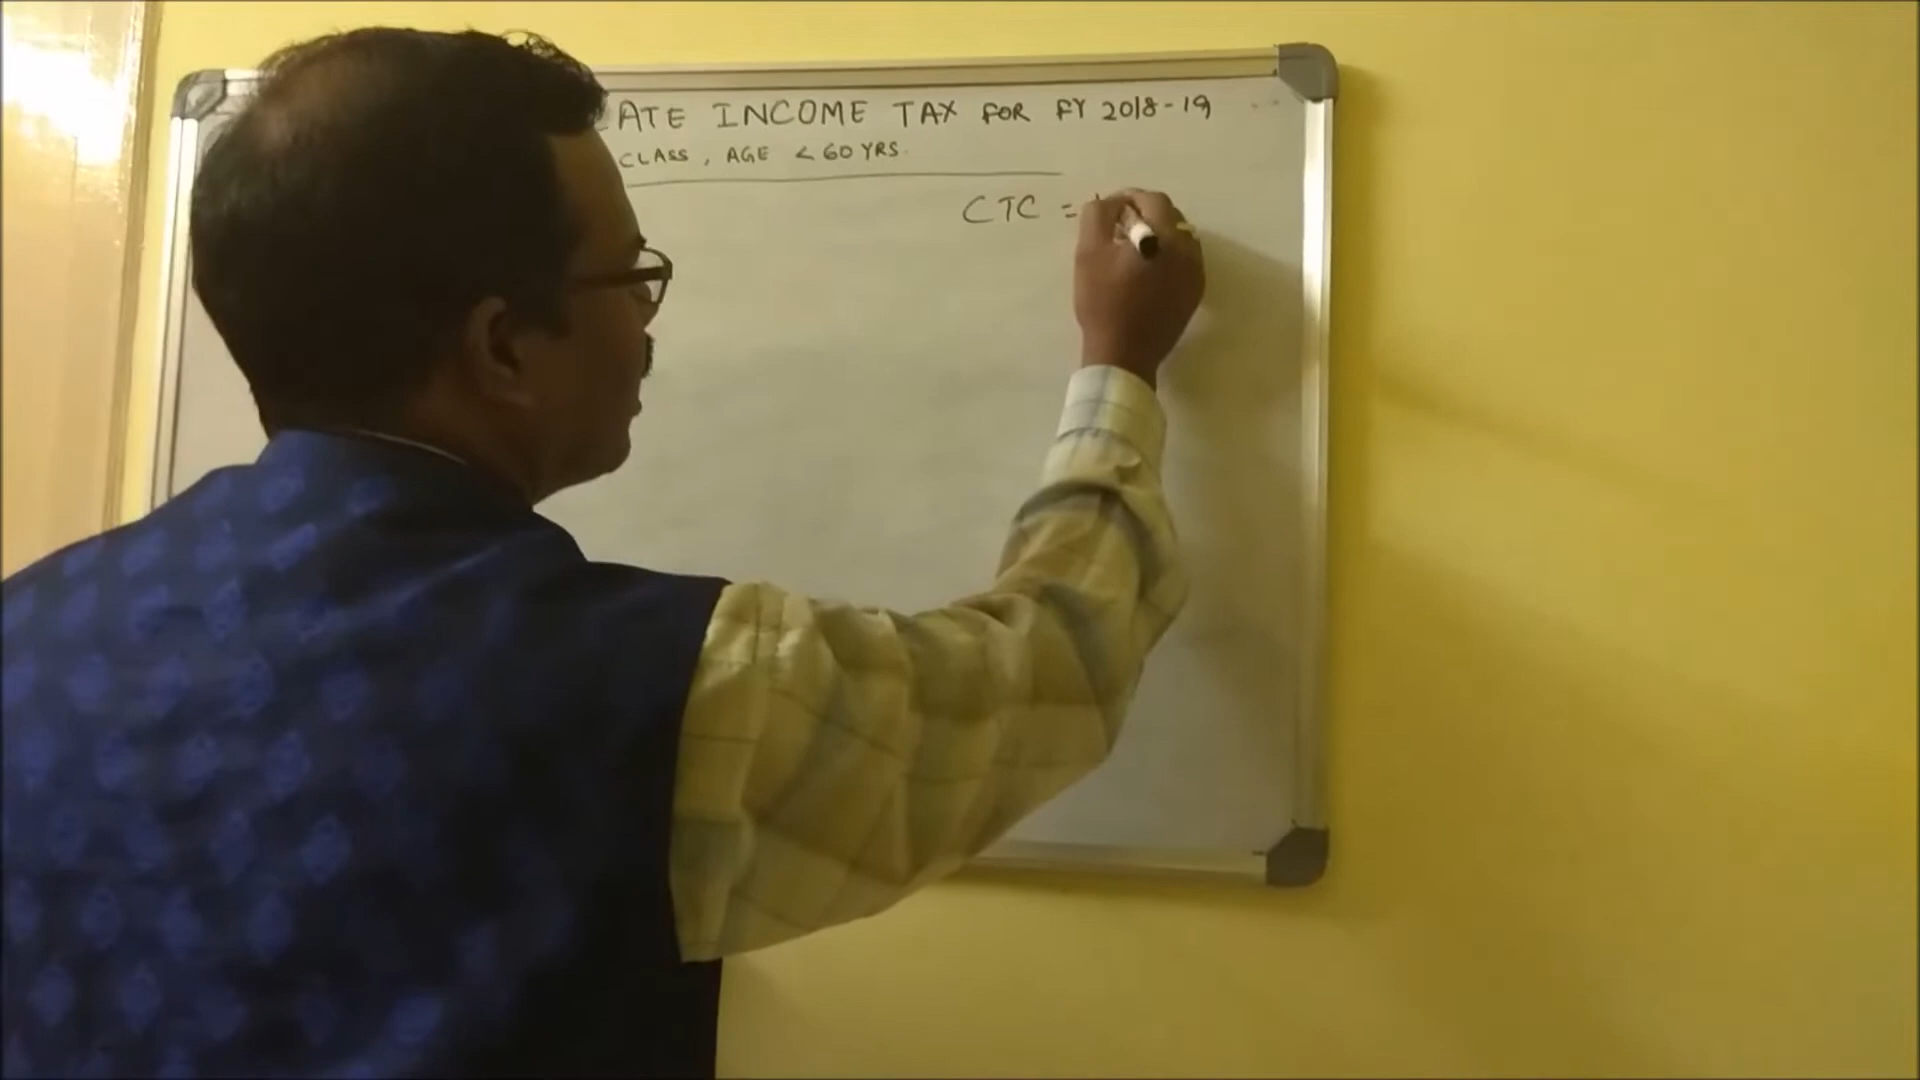 ATE INCOME TAX FOR FY 2018-19
CLASS, AGE < 60 YRS.
CTC =